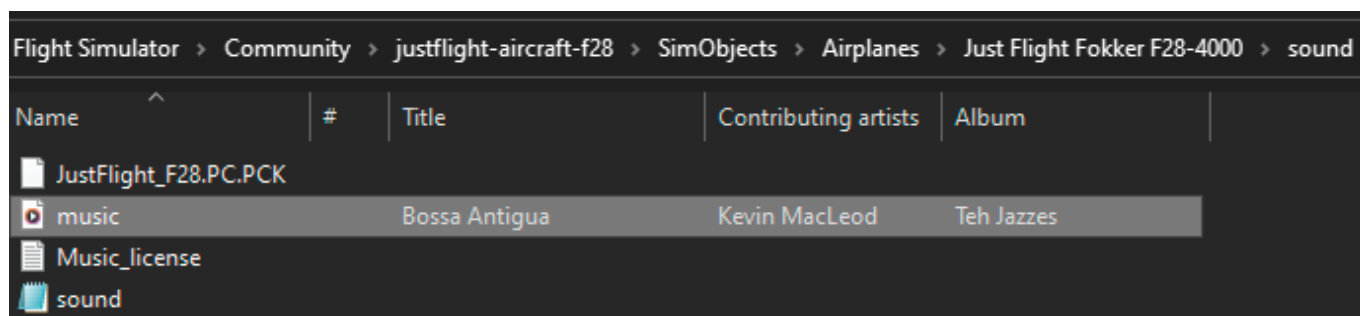 Flight Simulator > Community > justflight-aircraft-f28 > SimObjects > Airplanes > Just Flight Fokker F28-4000 > sound
Name # Title Contributing artists Album
JustFlight_F28.PC.PCK
music Bossa Antigua Kevin MacLeod Teh Jazzes
Music_license
sound